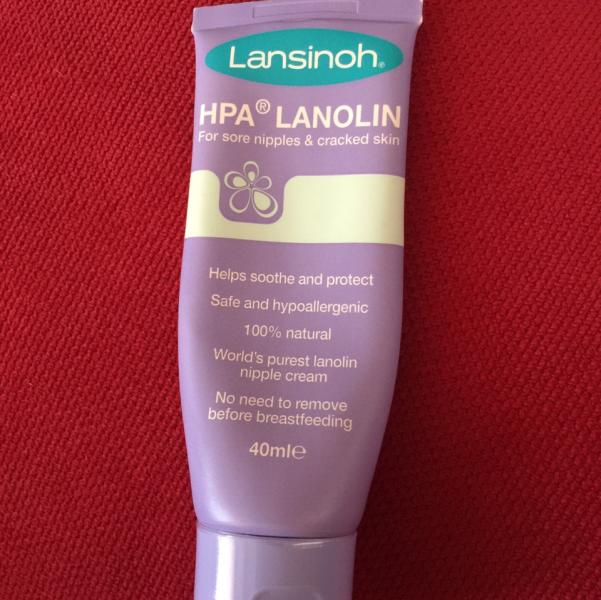 Lansinoh®
HPA® LANOLIN
For sore nipples & cracked skin
Helps soothe and protect
Safe and hypoallergenic
100% natural
World's purest lanolin
nipple cream
No need to remove
before breastfeeding
40ml℮